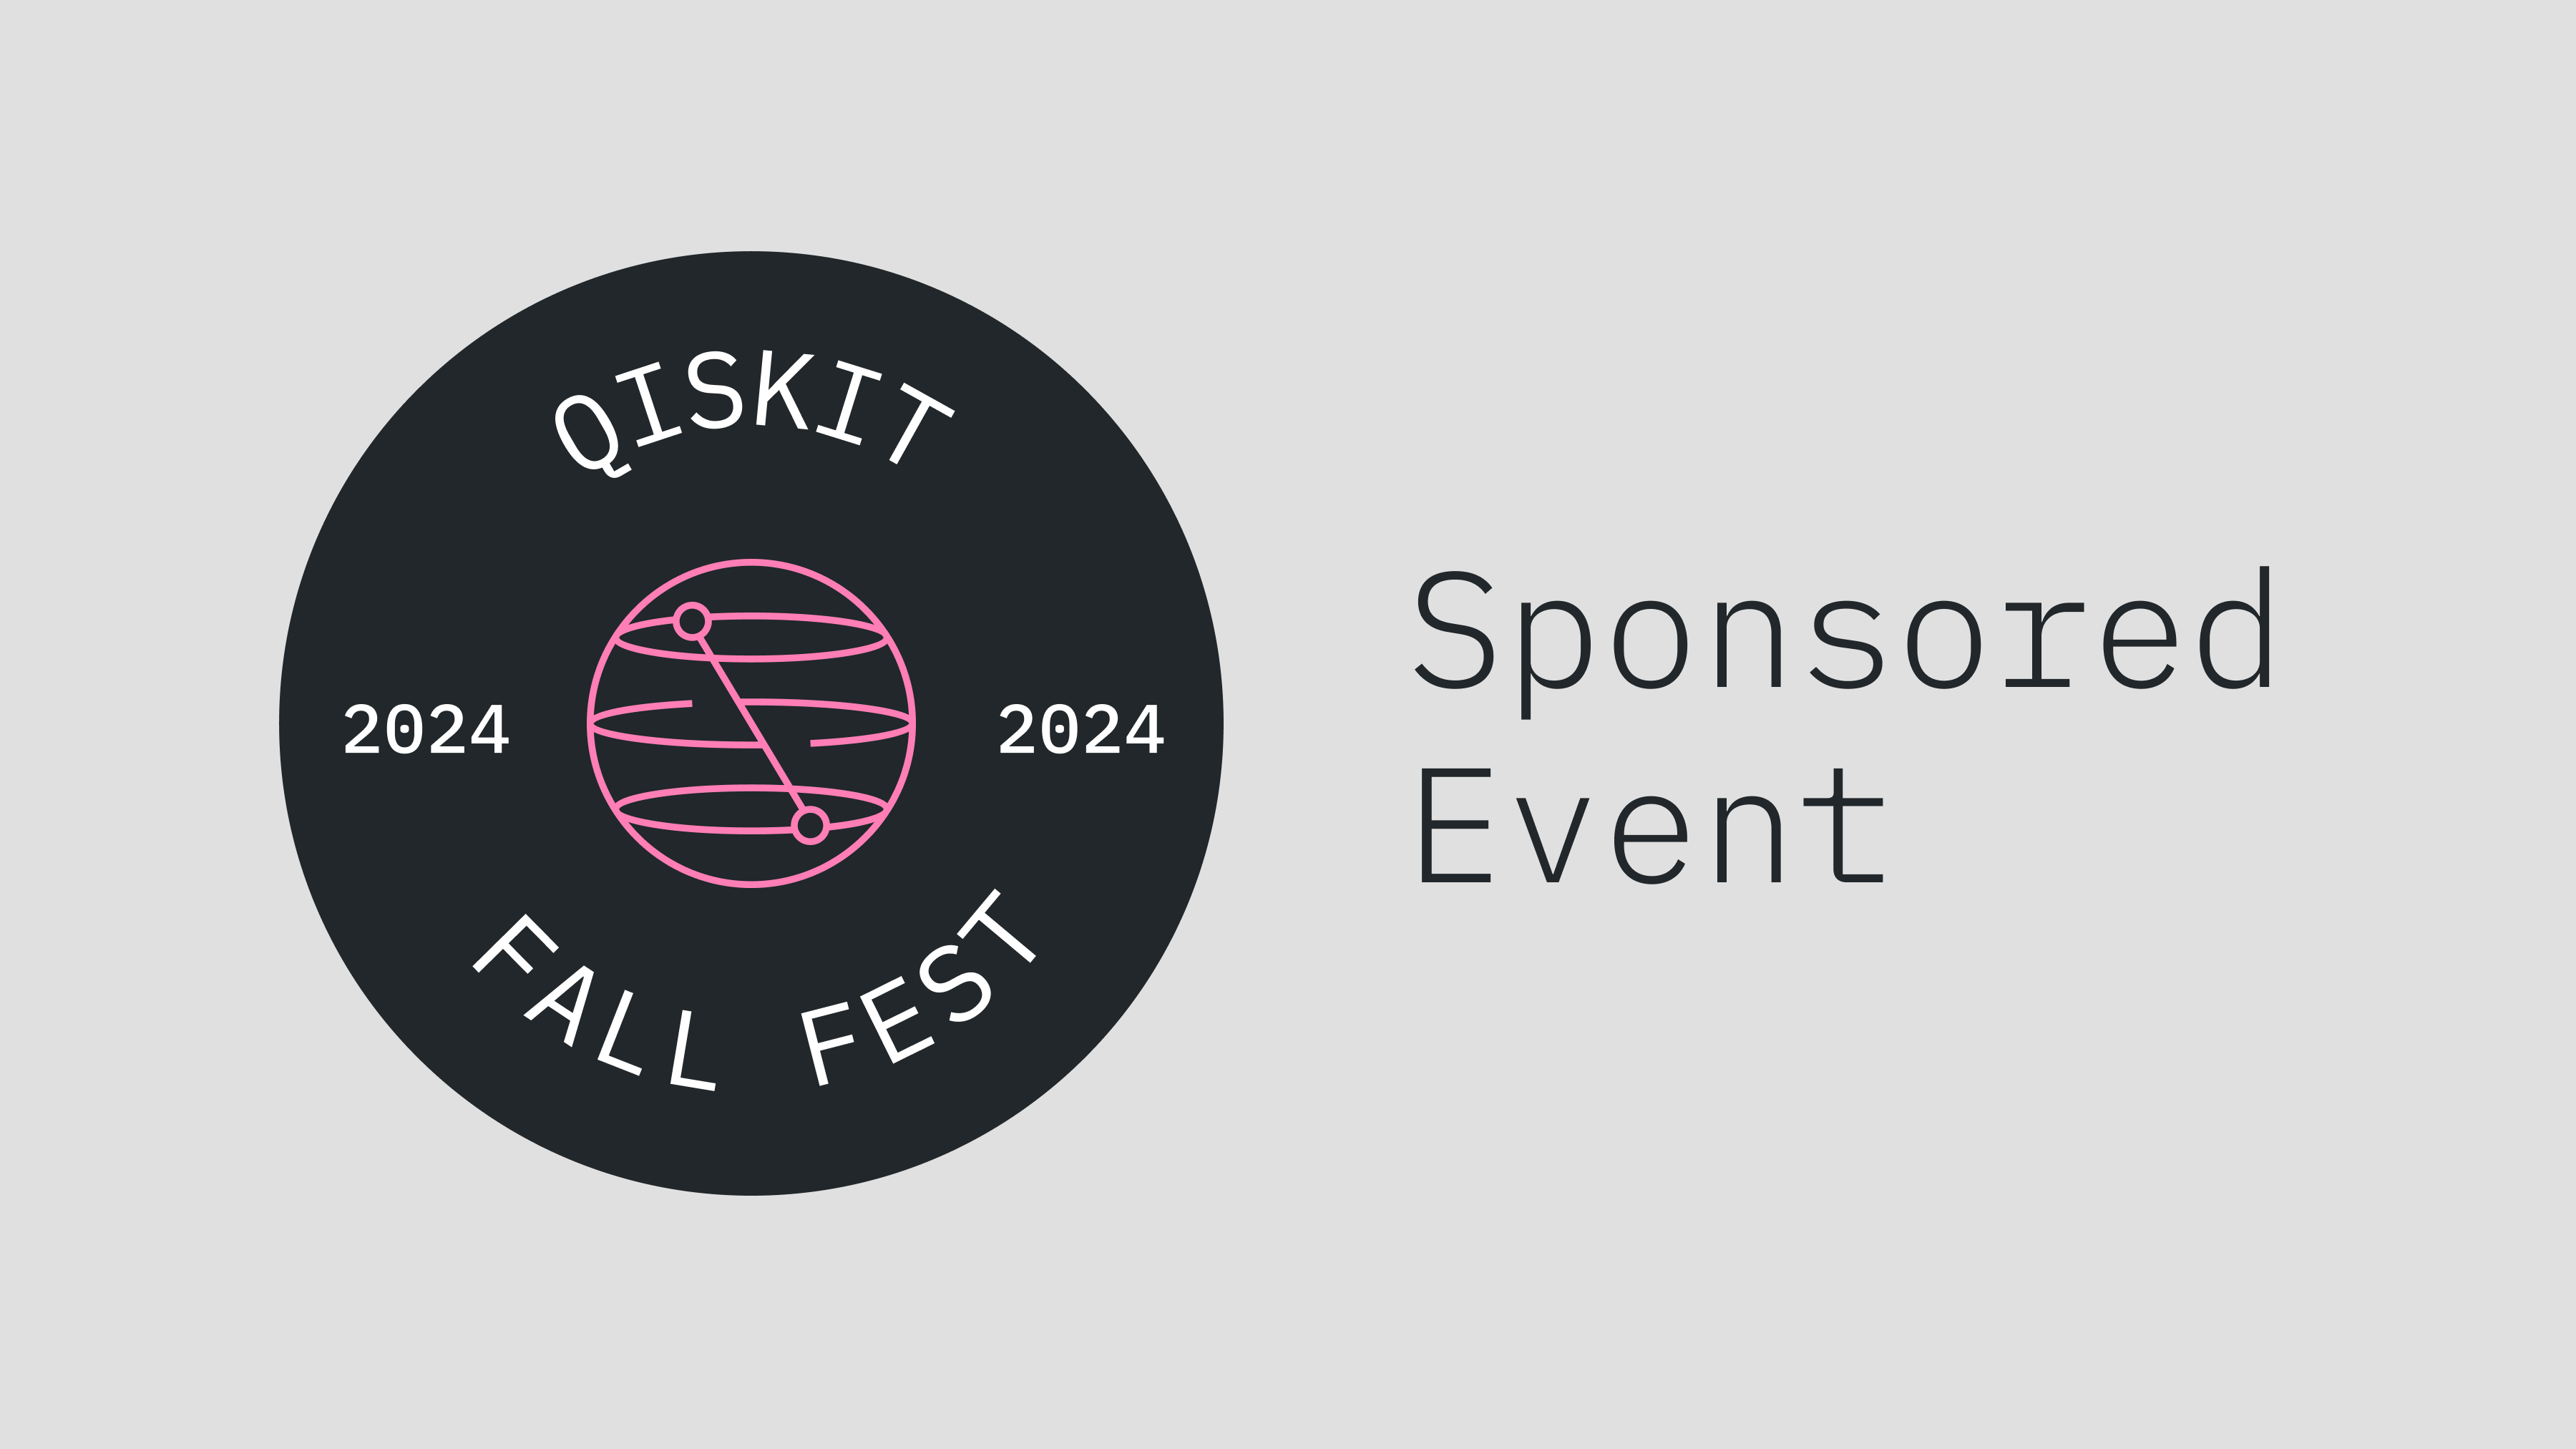 QISKIT
2024
2024
FALL FEST
Sponsored
Event